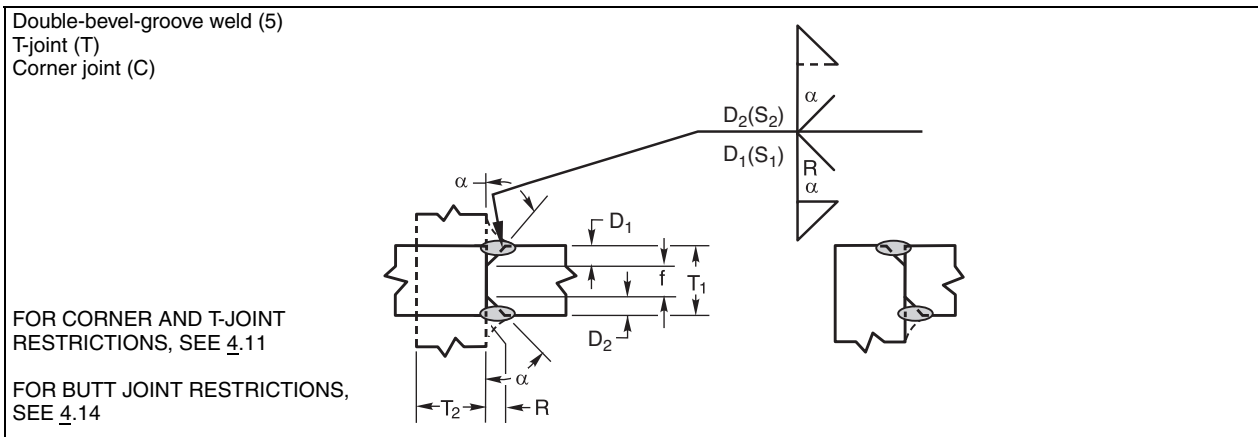 Double-bevel-groove weld (5)
T-joint (T)
Corner joint (C)
α
D2(S2)
D1(S1)
R
α
α
D1
f
T1
D2
α
T2
R
FOR CORNER AND T-JOINT
RESTRICTIONS, SEE 4.11
FOR BUTT JOINT RESTRICTIONS,
SEE 4.14